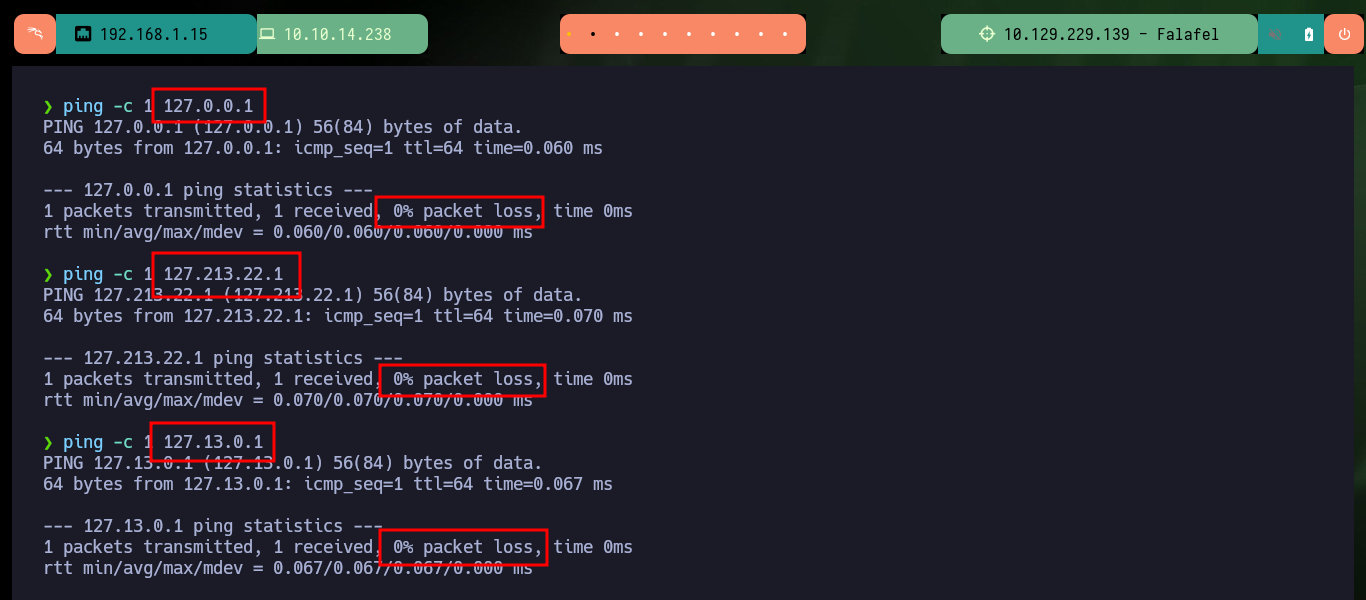 192.168.1.15 10.10.14.238 10.129.229.139 - Falafel
❯ ping -c 1 127.0.0.1
PING 127.0.0.1 (127.0.0.1) 56(84) bytes of data.
64 bytes from 127.0.0.1: icmp_seq=1 ttl=64 time=0.060 ms
--- 127.0.0.1 ping statistics ---
1 packets transmitted, 1 received, 0% packet loss, time 0ms
rtt min/avg/max/mdev = 0.060/0.060/0.060/0.000 ms
❯ ping -c 1 127.213.22.1
PING 127.213.22.1 (127.213.22.1) 56(84) bytes of data.
64 bytes from 127.213.22.1: icmp_seq=1 ttl=64 time=0.070 ms
--- 127.213.22.1 ping statistics ---
1 packets transmitted, 1 received, 0% packet loss, time 0ms
rtt min/avg/max/mdev = 0.070/0.070/0.070/0.000 ms
❯ ping -c 1 127.13.0.1
PING 127.13.0.1 (127.13.0.1) 56(84) bytes of data.
64 bytes from 127.13.0.1: icmp_seq=1 ttl=64 time=0.067 ms
--- 127.13.0.1 ping statistics ---
1 packets transmitted, 1 received, 0% packet loss, time 0ms
rtt min/avg/max/mdev = 0.067/0.067/0.067/0.000 ms